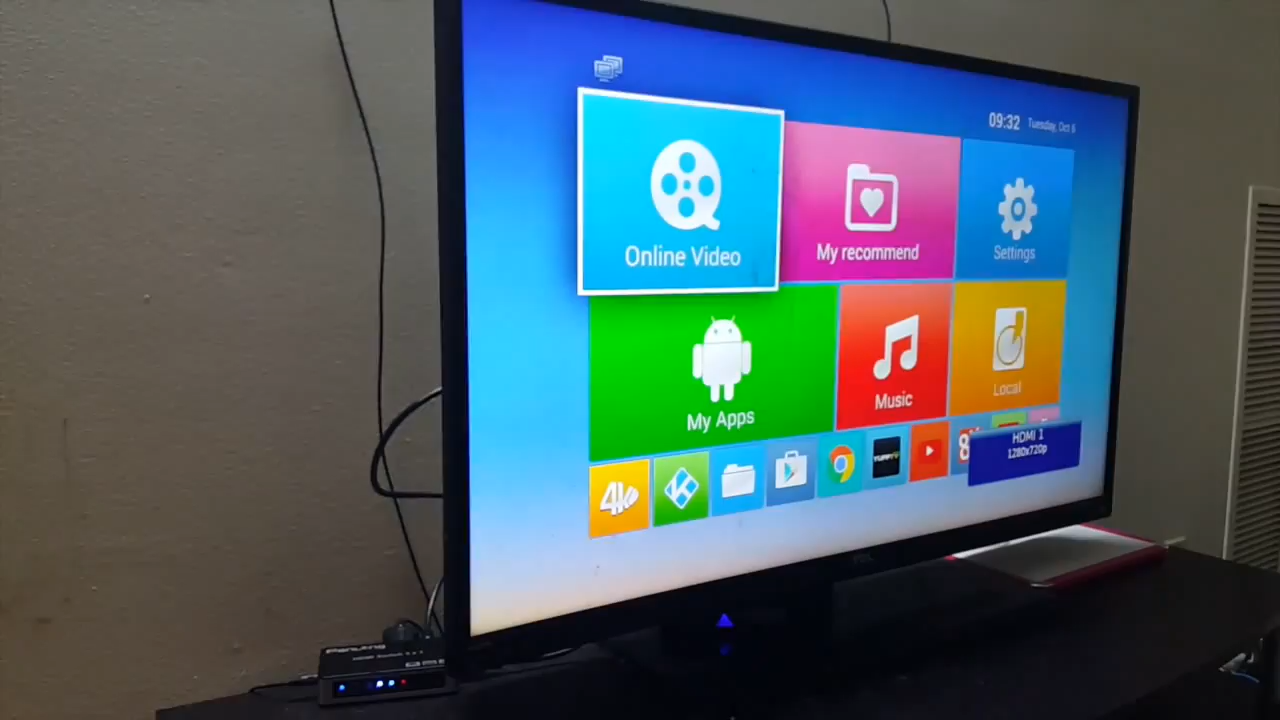 09:32 Tuesday, Oct 6
Online Video
My recommend
Settings
My Apps
Music
Local
4K
HDMI 1
1280x720p